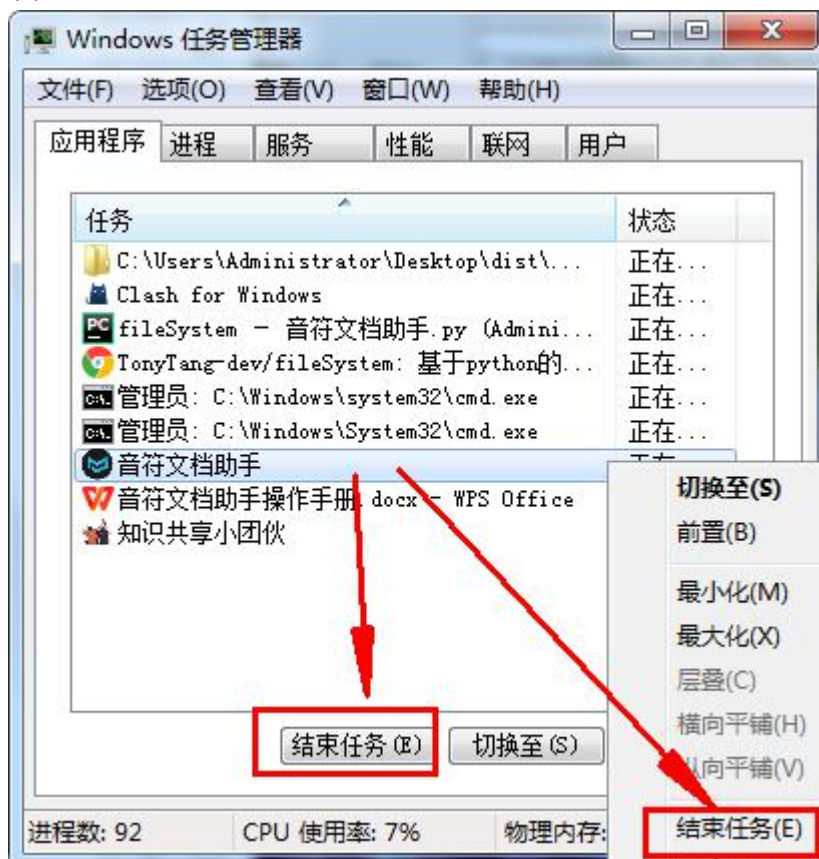 Windows 任务管理器
文件(F) 选项(O) 查看(V) 窗口(W) 帮助(H)
应用程序 进程 服务 性能 联网 用户
任务 状态
C:\Users\Administrator\Desktop\dist\... 正在...
Clash for Windows 正在...
fileSystem – 音符文档助手.py (Admini... 正在...
TonyTang-dev/fileSystem: 基于python的... 正在...
管理员: C:\Windows\system32\cmd.exe 正在...
管理员: C:\Windows\System32\cmd.exe 正在...
音符文档助手
音符文档助手操作手册.docx - WPS Office
知识共享小团伙
切换至(S)
前置(B)
最小化(M)
最大化(X)
层叠(C)
横向平铺(H)
向平铺(V)
结束任务(E)
结束任务(E) 切换至(S)
进程数: 92 CPU 使用率: 7% 物理内存: